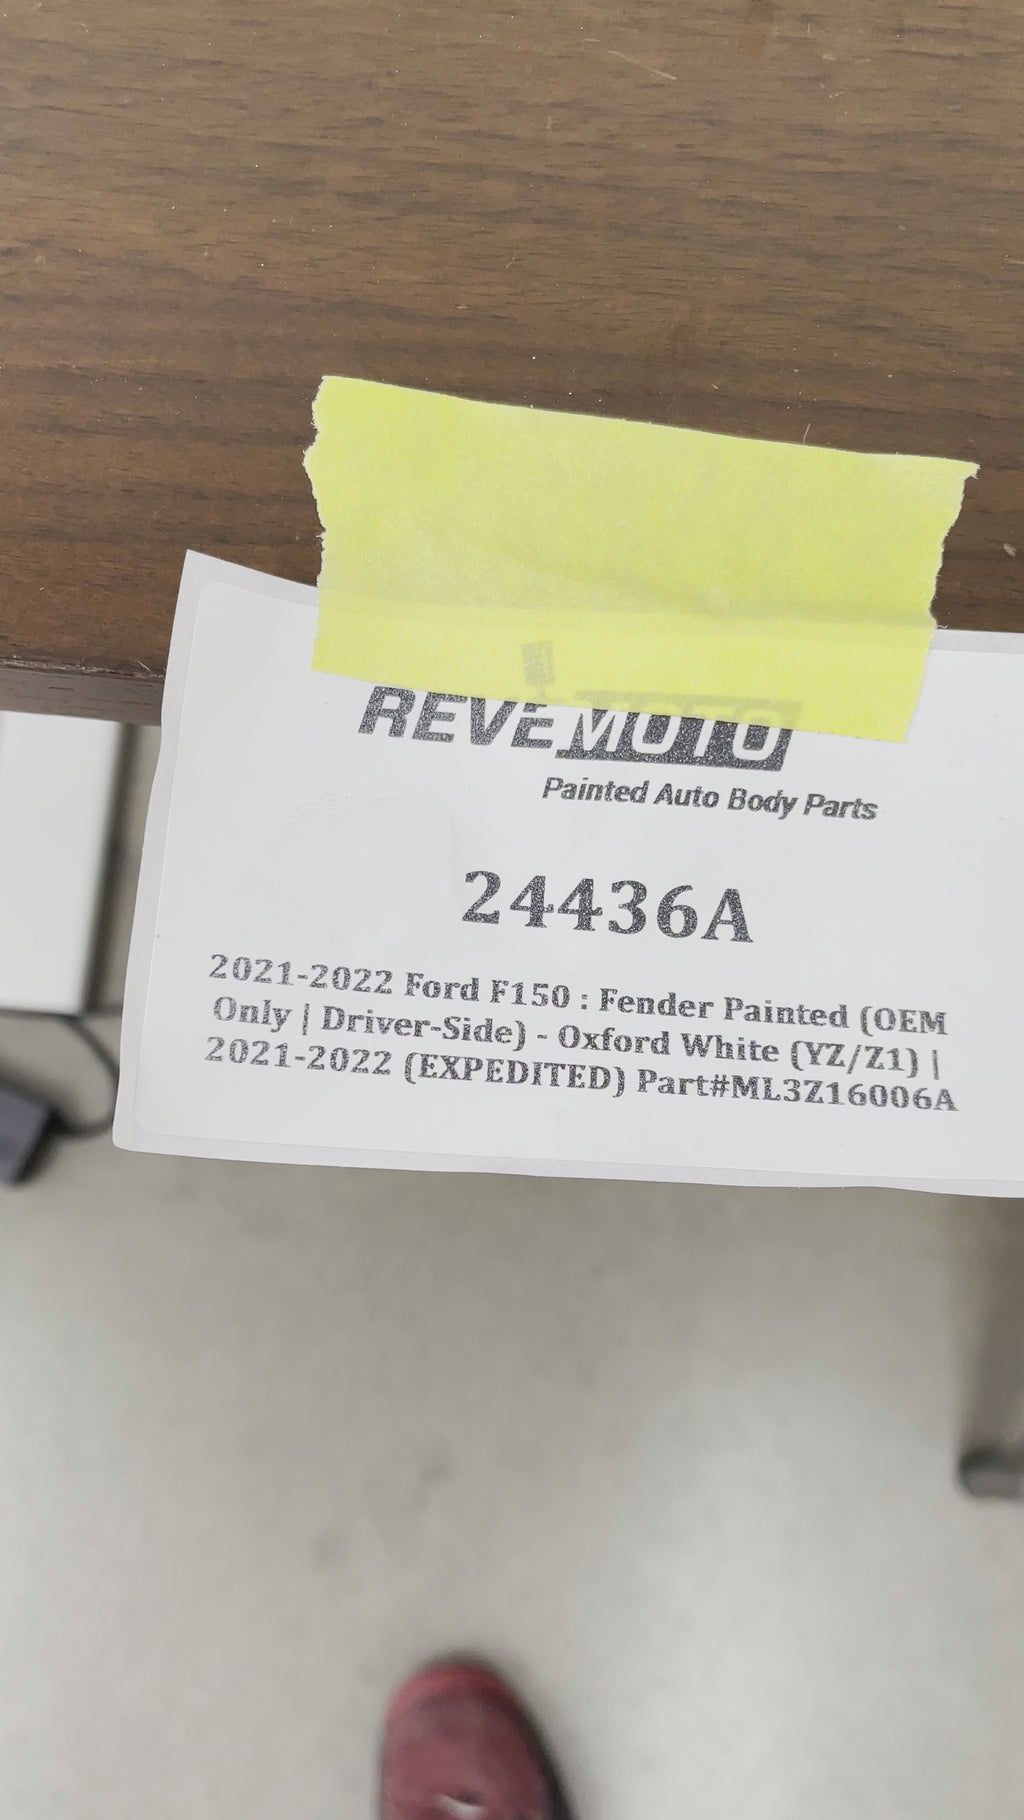 REVEMOTO
Painted Auto Body Parts
24436A
2021-2022 Ford F150 : Fender Painted (OEM
Only | Driver-Side) - Oxford White (YZ/Z1) |
2021-2022 (EXPEDITED) Part#ML3Z16006A